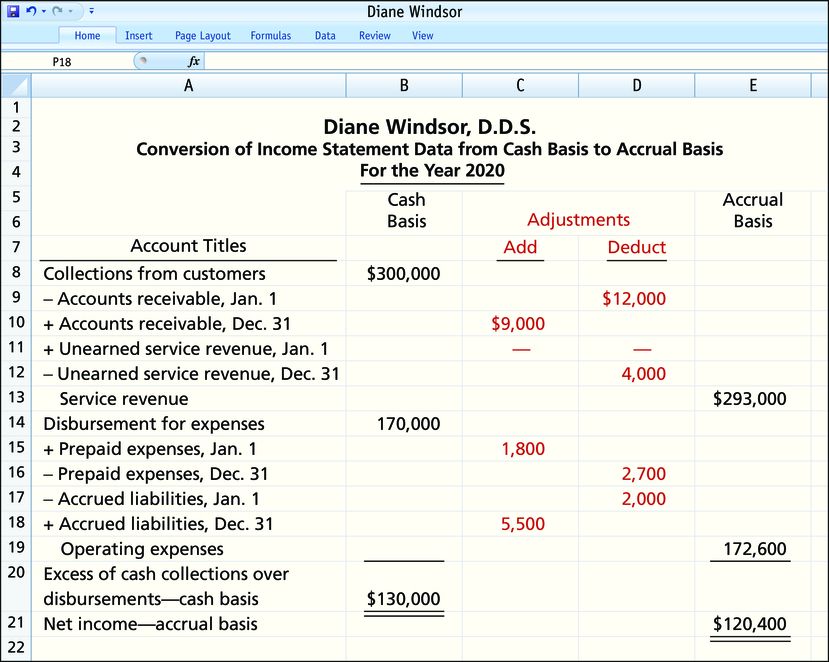 Diane Windsor
Home Insert Page Layout Formulas Data Review View
P18 fx
A B C D E
1
2 Diane Windsor, D.D.S.
3 Conversion of Income Statement Data from Cash Basis to Accrual Basis
4 For the Year 2020
5 Cash Accrual
6 Basis Adjustments Basis
7 Account Titles Add Deduct
8 Collections from customers $300,000
9 – Accounts receivable, Jan. 1 $12,000
10 + Accounts receivable, Dec. 31 $9,000
11 + Unearned service revenue, Jan. 1 — —
12 – Unearned service revenue, Dec. 31 4,000
13 Service revenue $293,000
14 Disbursement for expenses 170,000
15 + Prepaid expenses, Jan. 1 1,800
16 – Prepaid expenses, Dec. 31 2,700
17 – Accrued liabilities, Jan. 1 2,000
18 + Accrued liabilities, Dec. 31 5,500
19 Operating expenses 172,600
20 Excess of cash collections over
disbursements—cash basis $130,000
21 Net income—accrual basis $120,400
22